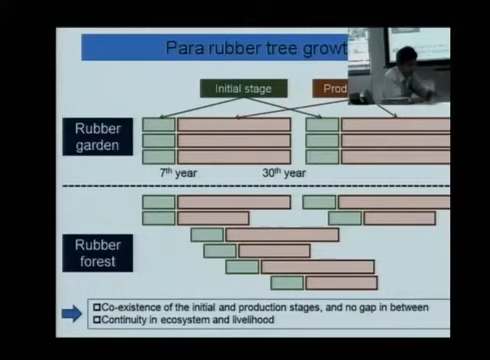 Para rubber tree growt
Initial stage
Prod
Rubber
garden
7th year
30th year
Rubber
forest
Co-existence of the initial and production stages, and no gap in between
Continuity in ecosystem and livelihood